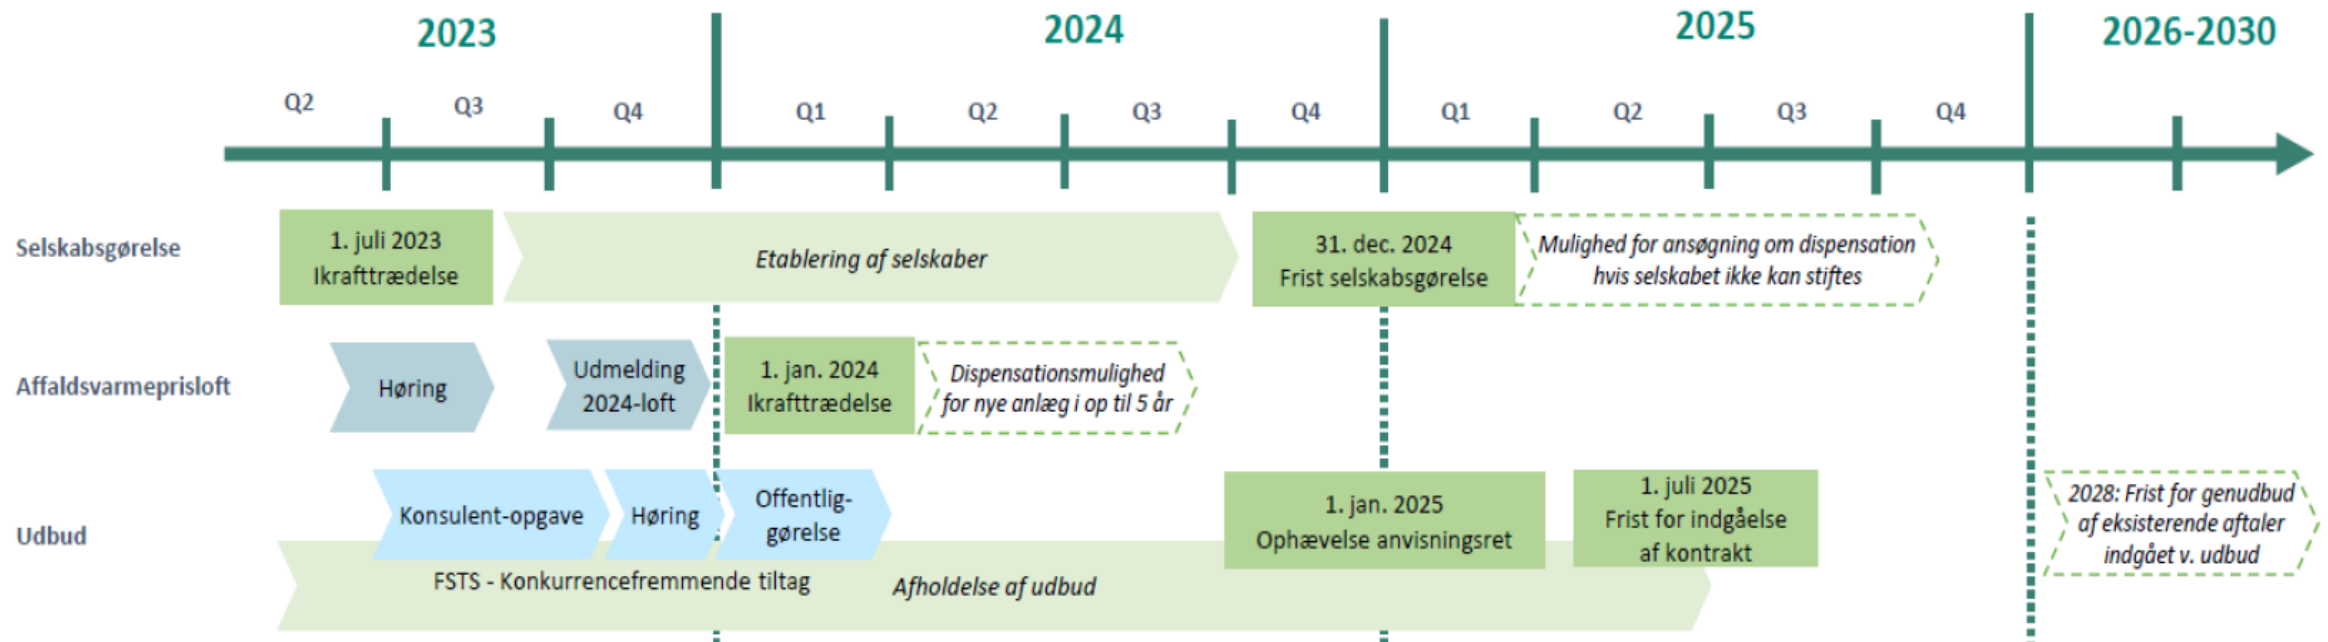 2023
2024
2025
2026-2030
Q2
Q3
Q4
Q1
Q2
Q3
Q4
Q1
Q2
Q3
Q4
Selskabsgørelse
1. juli 2023
Ikrafttrædelse
Etablering af selskaber
31. dec. 2024
Frist selskabsgørelse
Mulighed for ansøgning om dispensation
hvis selskabet ikke kan stiftes
Affaldsvarmeprisloft
Høring
Udmelding
2024-loft
1. jan. 2024
Ikrafttrædelse
Dispensationsmulighed
for nye anlæg i op til 5 år
Udbud
Konsulent-opgave
Høring
Offentlig-
gørelse
1. jan. 2025
Ophævelse anvisningsret
1. juli 2025
Frist for indgåelse
af kontrakt
2028: Frist for genudbud
af eksisterende aftaler
indgået v. udbud
FSTS - Konkurrencefremmende tiltag
Afholdelse af udbud